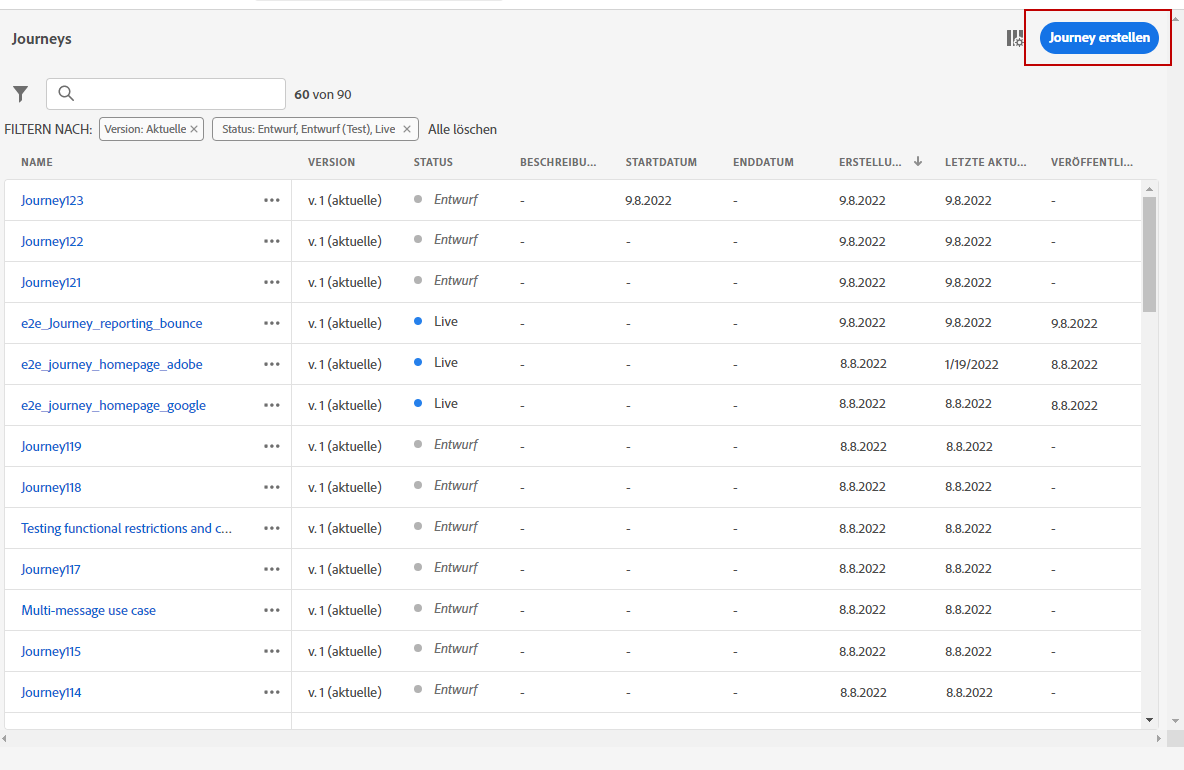 Journeys
Journey erstellen
60 von 90
FILTERN NACH: Version: Aktuelle × Status: Entwurf, Entwurf (Test), Live × Alle löschen
NAME VERSION STATUS BESCHREIBU... STARTDATUM ENDDATUM ERSTELLU... ↓ LETZTE AKTU... VERÖFFENTLI...
Journey123 ••• v. 1 (aktuelle) Entwurf - 9.8.2022 - 9.8.2022 9.8.2022 -
Journey122 ••• v. 1 (aktuelle) Entwurf - - - 9.8.2022 9.8.2022 -
Journey121 ••• v. 1 (aktuelle) Entwurf - - - 9.8.2022 9.8.2022 -
e2e_Journey_reporting_bounce ••• v. 1 (aktuelle) Live - - - 9.8.2022 9.8.2022 9.8.2022
e2e_journey_homepage_adobe ••• v. 1 (aktuelle) Live - - - 8.8.2022 1/19/2022 8.8.2022
e2e_journey_homepage_google ••• v. 1 (aktuelle) Live - - - 8.8.2022 8.8.2022 8.8.2022
Journey119 ••• v. 1 (aktuelle) Entwurf - - - 8.8.2022 8.8.2022 -
Journey118 ••• v. 1 (aktuelle) Entwurf - - - 8.8.2022 8.8.2022 -
Testing functional restrictions and c... ••• v. 1 (aktuelle) Entwurf - - - 8.8.2022 8.8.2022 -
Journey117 ••• v. 1 (aktuelle) Entwurf - - - 8.8.2022 8.8.2022 -
Multi-message use case ••• v. 1 (aktuelle) Entwurf - - - 8.8.2022 8.8.2022 -
Journey115 ••• v. 1 (aktuelle) Entwurf - - - 8.8.2022 8.8.2022 -
Journey114 ••• v. 1 (aktuelle) Entwurf - - - 8.8.2022 8.8.2022 -